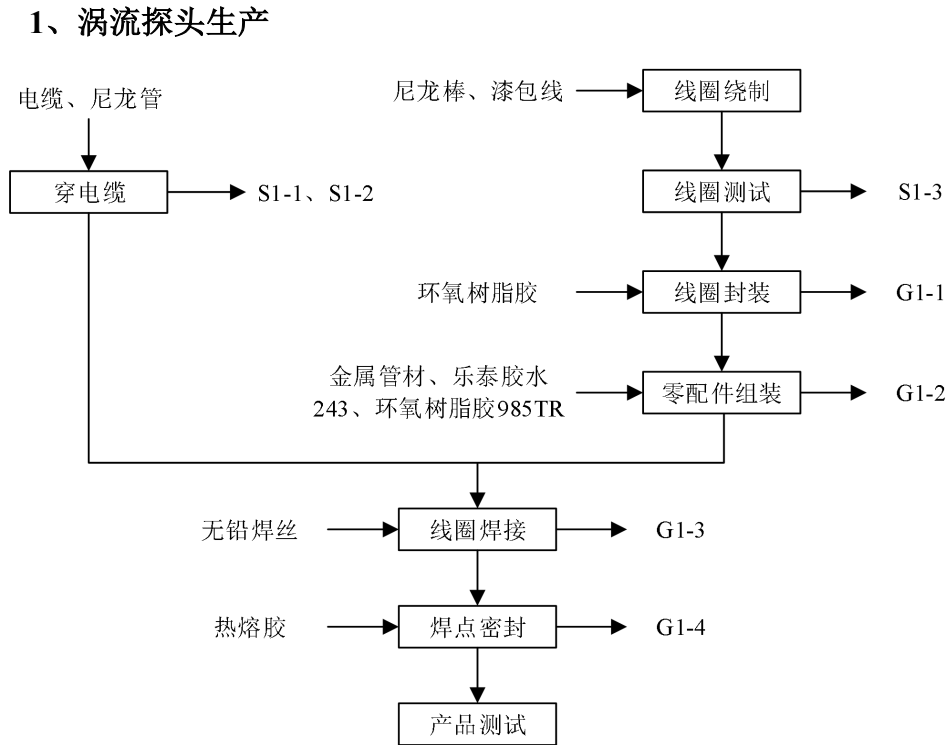 1、涡流探头生产
电缆、尼龙管
尼龙棒、漆包线
线圈绕制
穿电缆
S1-1、S1-2
线圈测试
S1-3
环氧树脂胶
线圈封装
G1-1
金属管材、乐泰胶水
243、环氧树脂胶985TR
零配件组装
G1-2
无铅焊丝
线圈焊接
G1-3
热熔胶
焊点密封
G1-4
产品测试